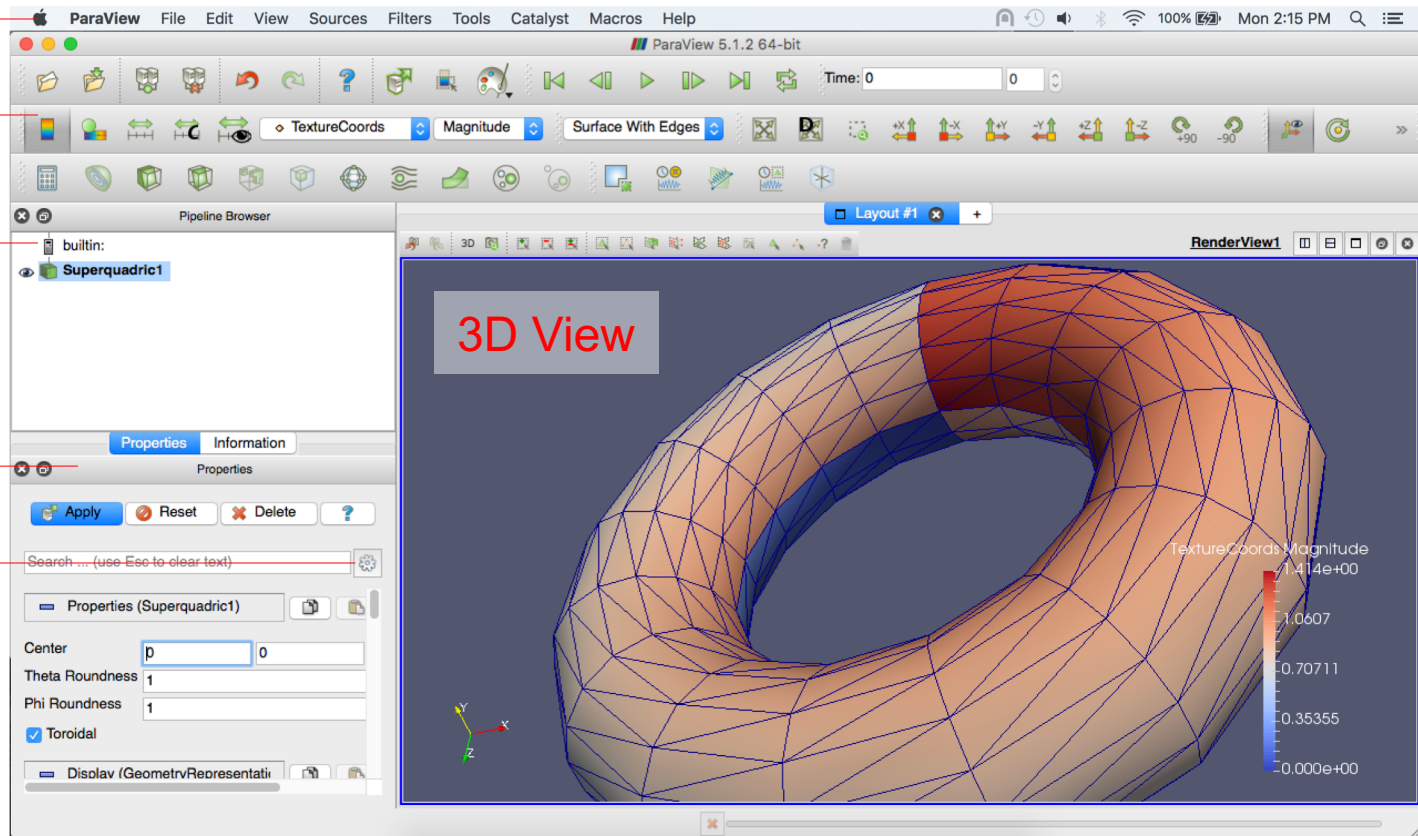 ParaView File Edit View Sources Filters Tools Catalyst Macros Help 100% Mon 2:15 PM
ParaView 5.1.2 64-bit
? Time: 0 0
C TextureCoords Magnitude Surface With Edges D +X -X +Y -Y +Z -Z +90 -90 »
Pipeline Browser Layout #1 +
builtin: 3D ? RenderView1
Superquadric1
3D View
Properties Information
Properties
Apply Reset Delete ?
Search ... (use Esc to clear text)
Properties (Superquadric1)
Center 0 0
Theta Roundness 1
Phi Roundness 1
Toroidal
Display (GeometryRepresentati
TextureCoords Magnitude
1.414e+00
1.0607
0.70711
0.35355
0.000e+00
Y
X
Z